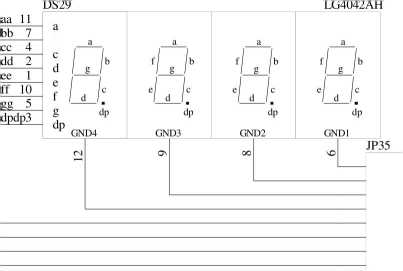 DS29 LG4042AH
aa 11 a
bb 7
cc 4 c
dd 2 d
ee 1 e
ff 10 f
gg 5 g
dpdp3 dp
a a a a
b f b f b f b
g g g g
c e c e c e c
d d d d
dp dp dp dp
GND4 GND3 GND2 GND1
12 9 8 6
JP35